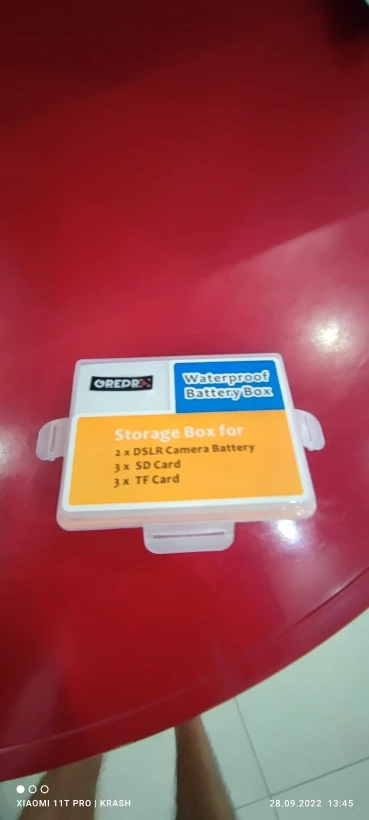 GREPRO
Waterproof
Battery Box
Storage Box for
2 x DSLR Camera Battery
3 x SD Card
3 x TF Card
XIAOMI 11T PRO | KRASH
28.09.2022 13:45